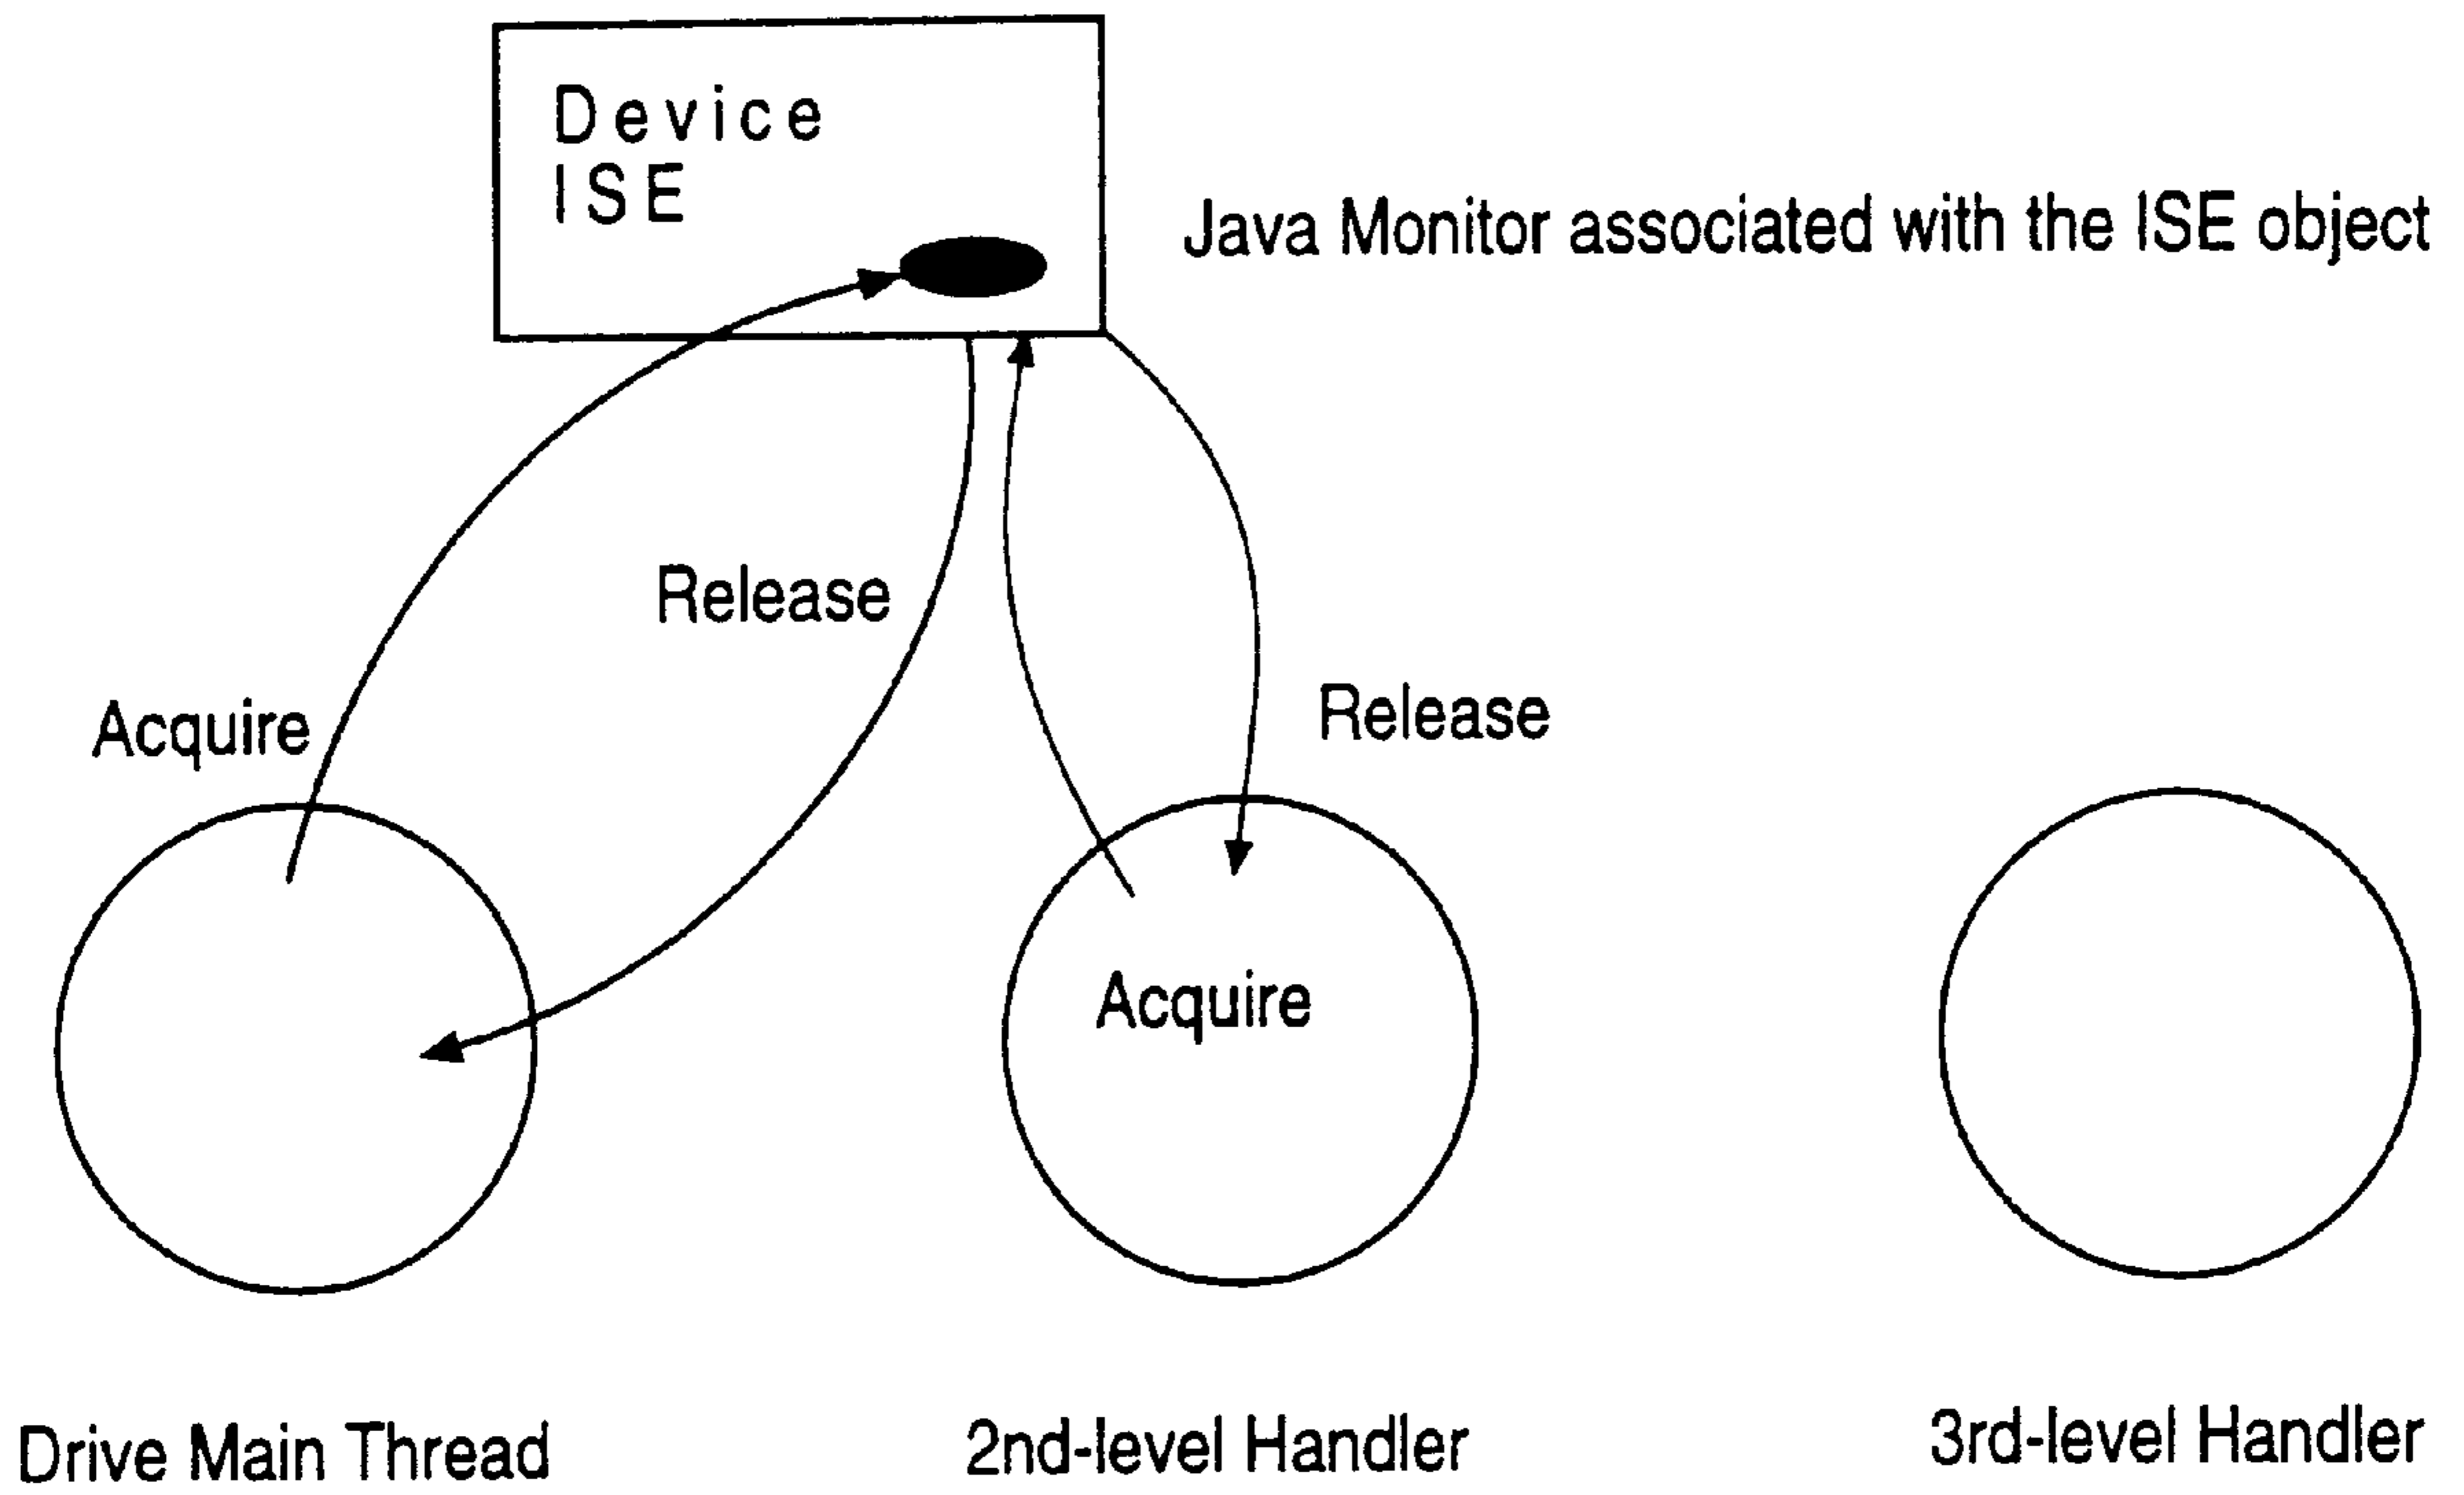 Device
ISE
Java Monitor associated with the ISE object
Release
Acquire
Release
Acquire
Drive Main Thread
2nd-level Handler
3rd-level Handler